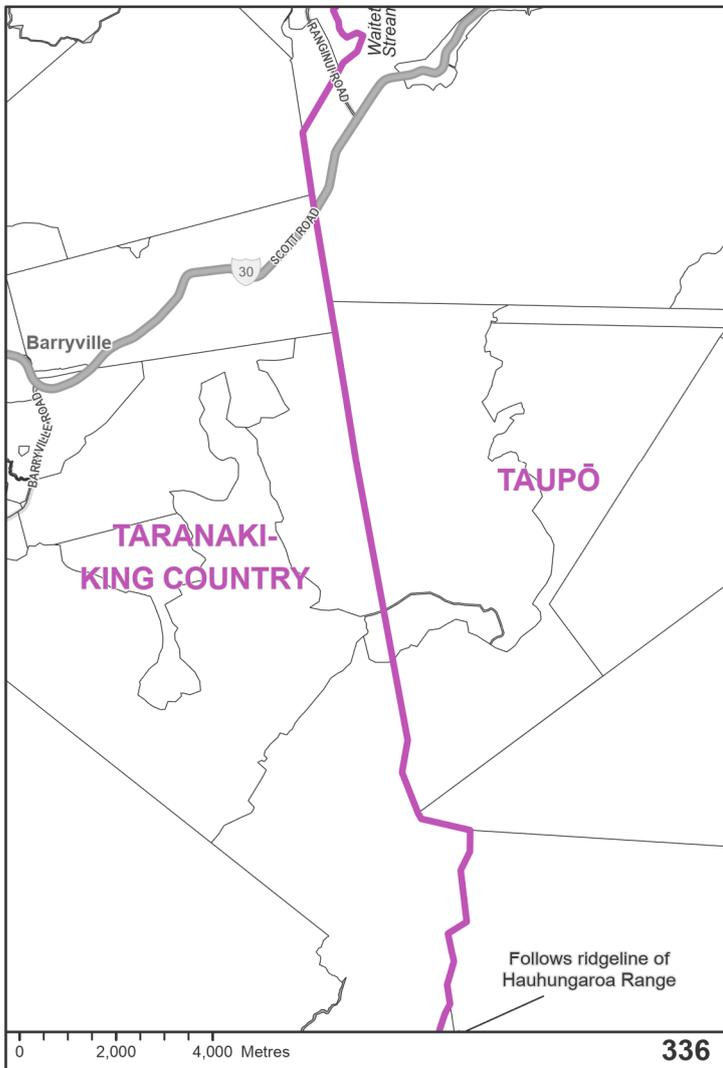 RANGINUI ROAD
Waitet
Stream
SCOTT ROAD
30
Barryville
BARRYVILLE ROAD
TAUPŌ
TARANAKI-
KING COUNTRY
Follows ridgeline of
Hauhungaroa Range
0 2,000 4,000 Metres
336